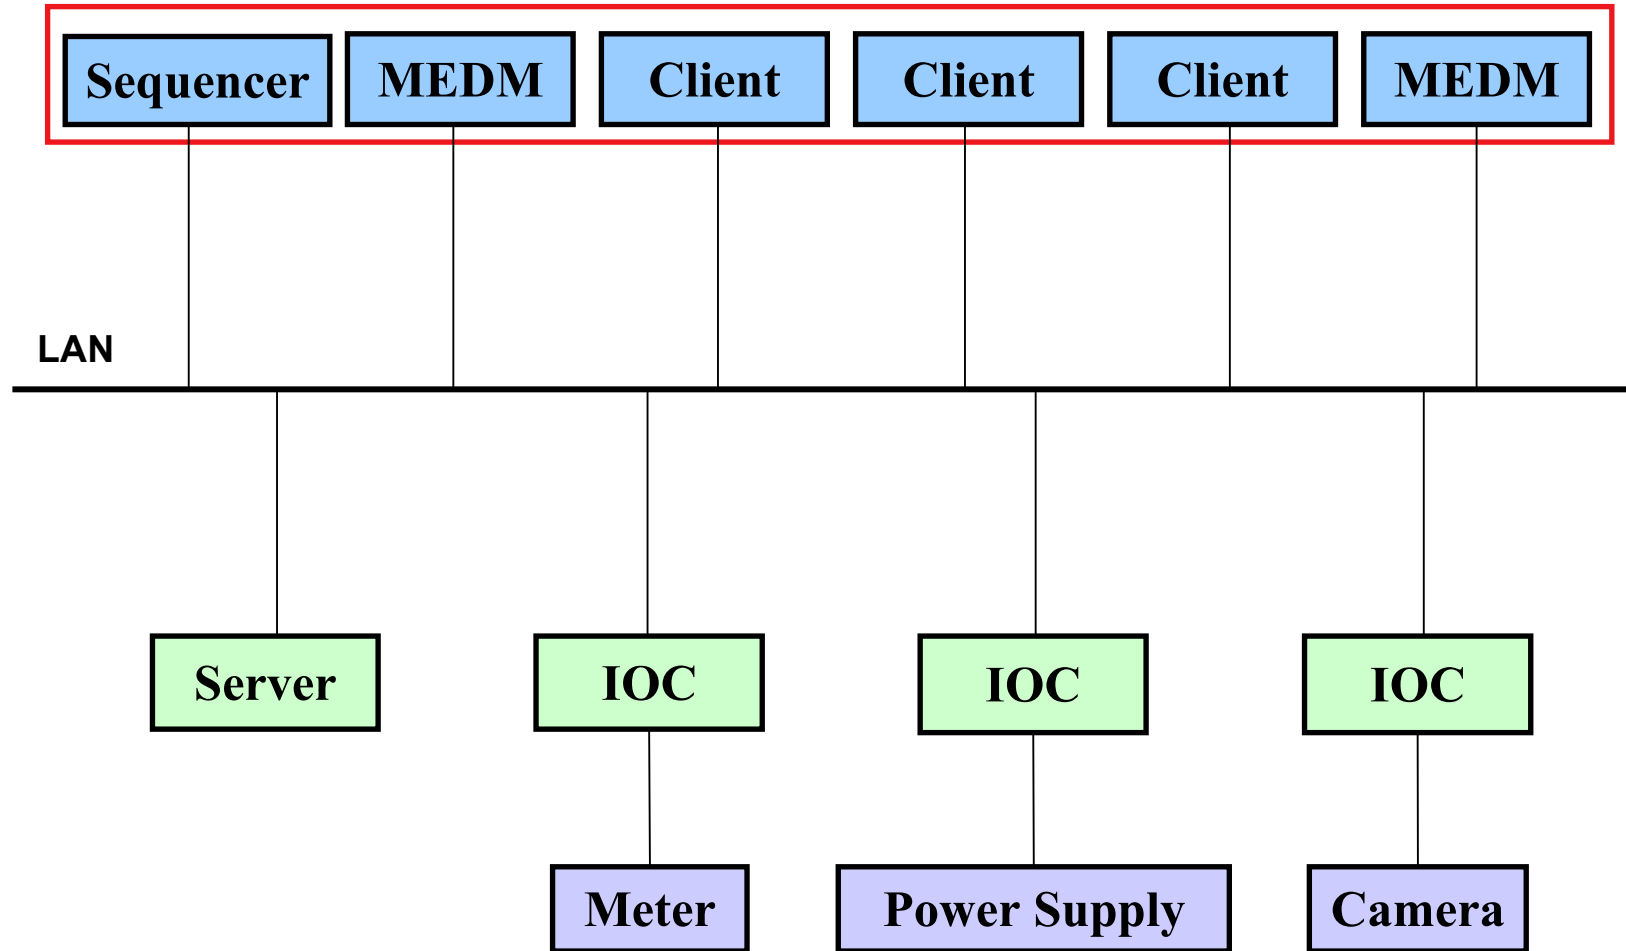 Sequencer MEDM Client Client Client MEDM
LAN
Server IOC IOC IOC
Meter Power Supply Camera